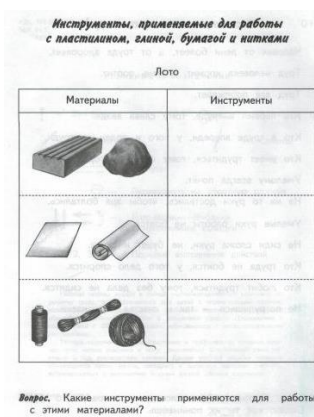 Инструменты, применяемые для работы
с пластилином, глиной, бумагой и нитками
Лото
Материалы Инструменты
Вопрос. Какие инструменты применяются для работы
с этими материалами?